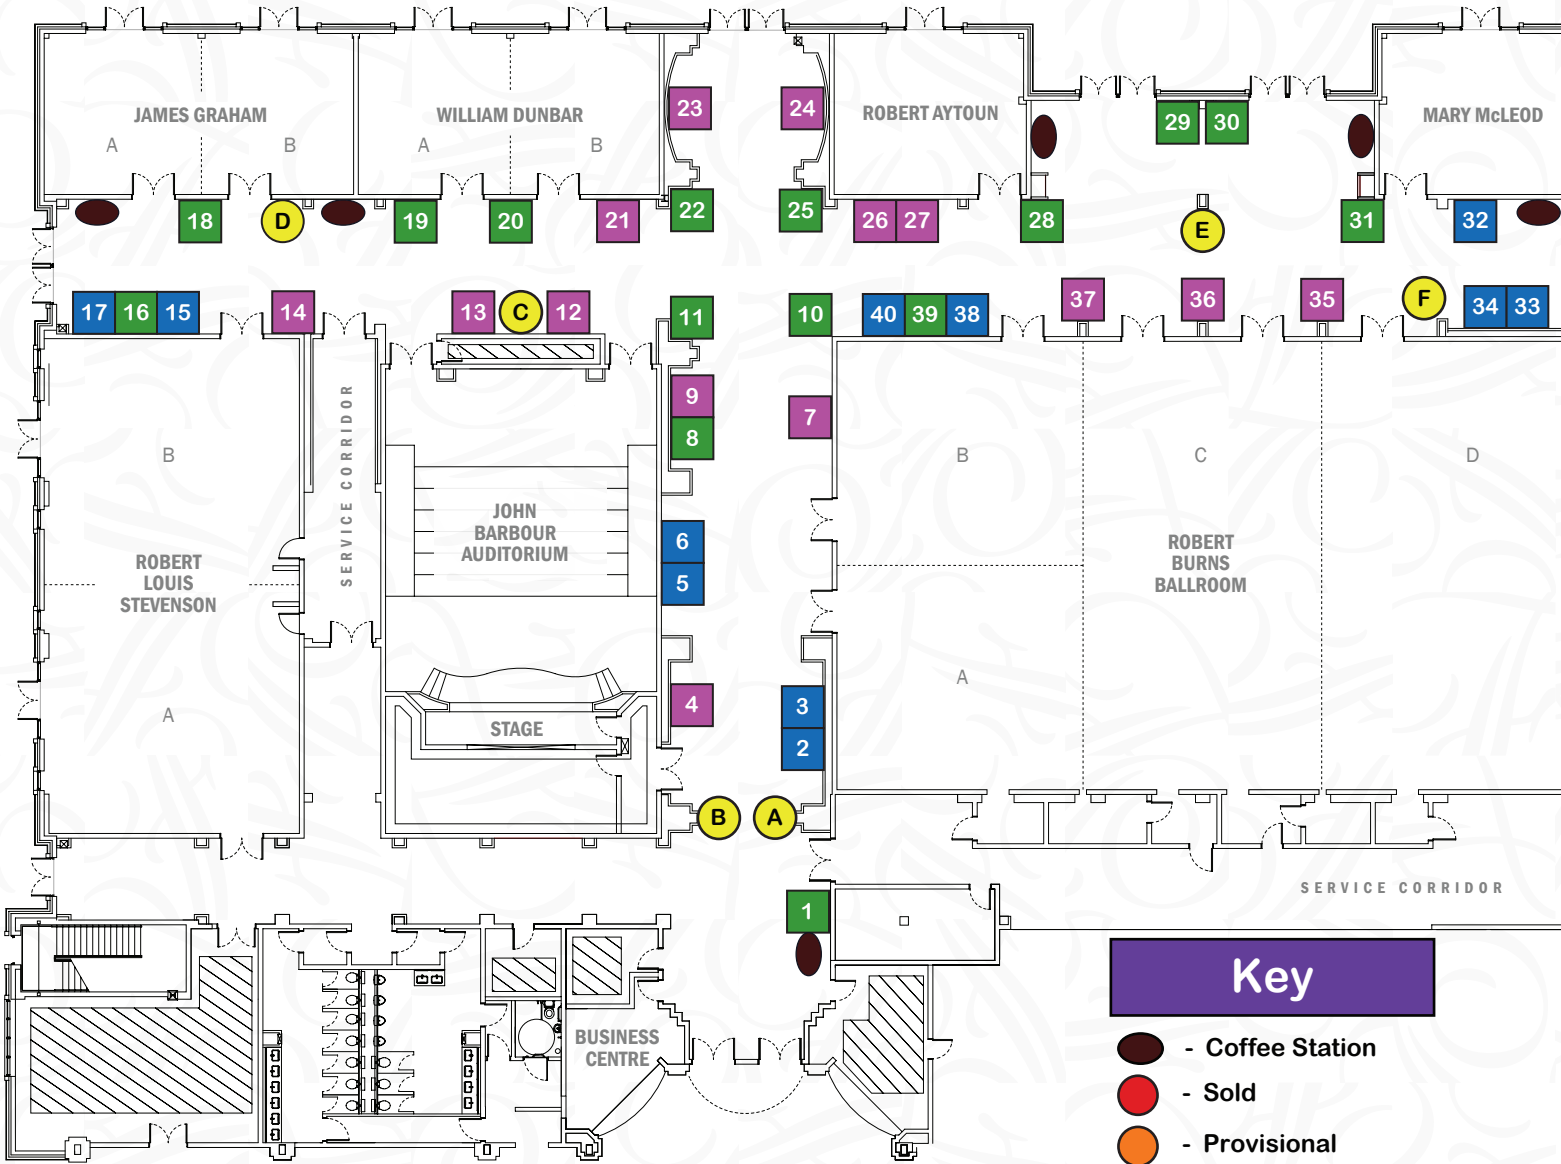 JAMES GRAHAM
A
B
WILLIAM DUNBAR
A
B
23
24
ROBERT AYTOUN
29
30
MARY McLEOD
18
D
19
20
21
22
25
26
27
28
E
31
32
17
16
15
14
13
C
12
11
10
40
39
38
37
36
35
F
34
33
9
8
7
B
A
ROBERT
LOUIS
STEVENSON
SERVICE CORRIDOR
JOHN
BARBOUR
AUDITORIUM
STAGE
6
5
4
3
2
B
A
B
A
C
D
ROBERT
BURNS
BALLROOM
SERVICE CORRIDOR
1
BUSINESS
CENTRE
Key
- Coffee Station
- Sold
- Provisional